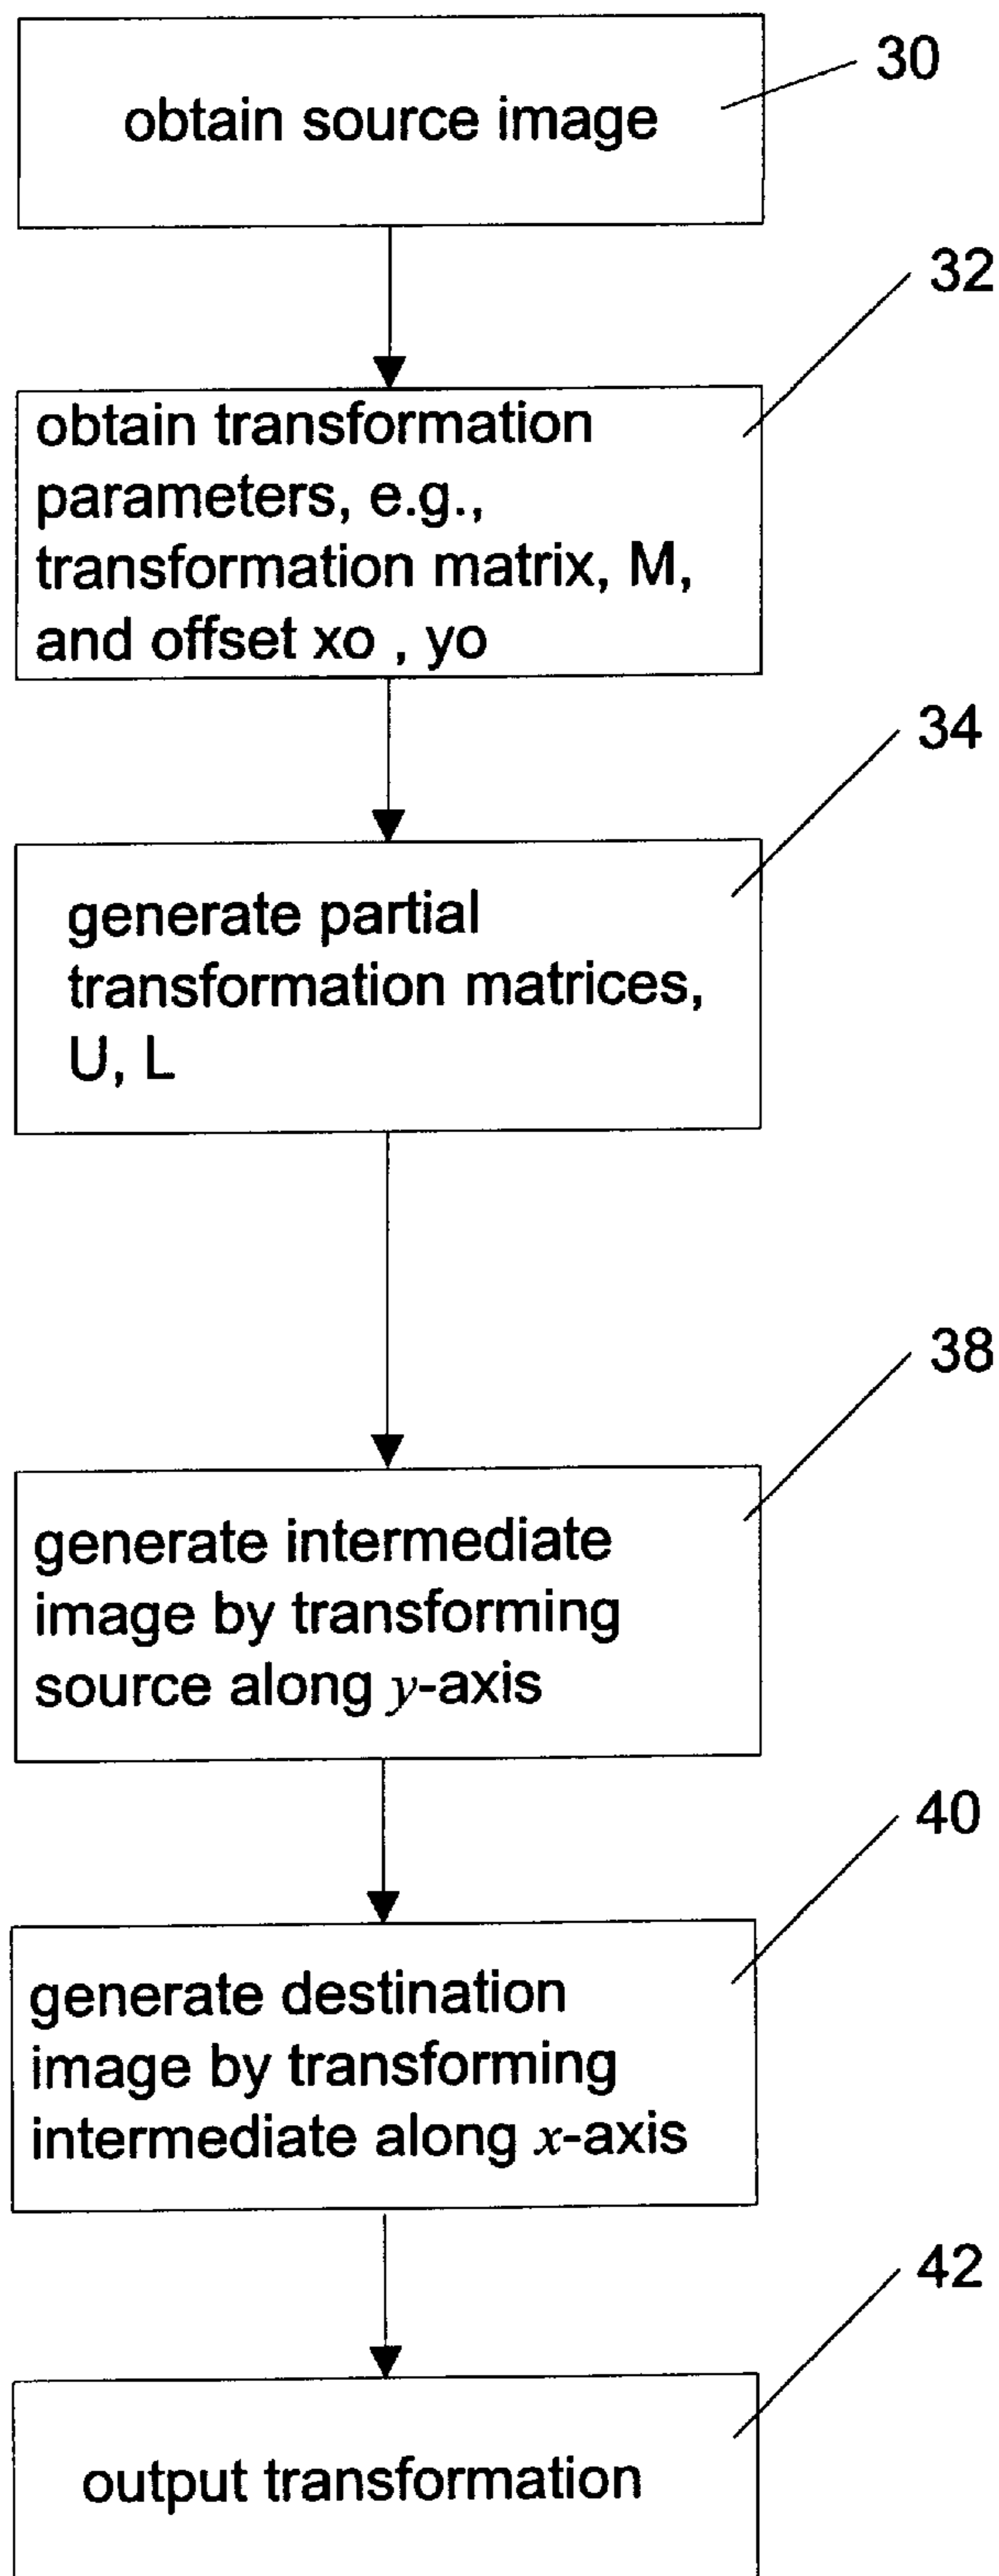 obtain source image
30
32
obtain transformation
parameters, e.g.,
transformation matrix, M,
and offset xo , yo
34
generate partial
transformation matrices,
U, L
38
generate intermediate
image by transforming
source along y-axis
40
generate destination
image by transforming
intermediate along x-axis
42
output transformation